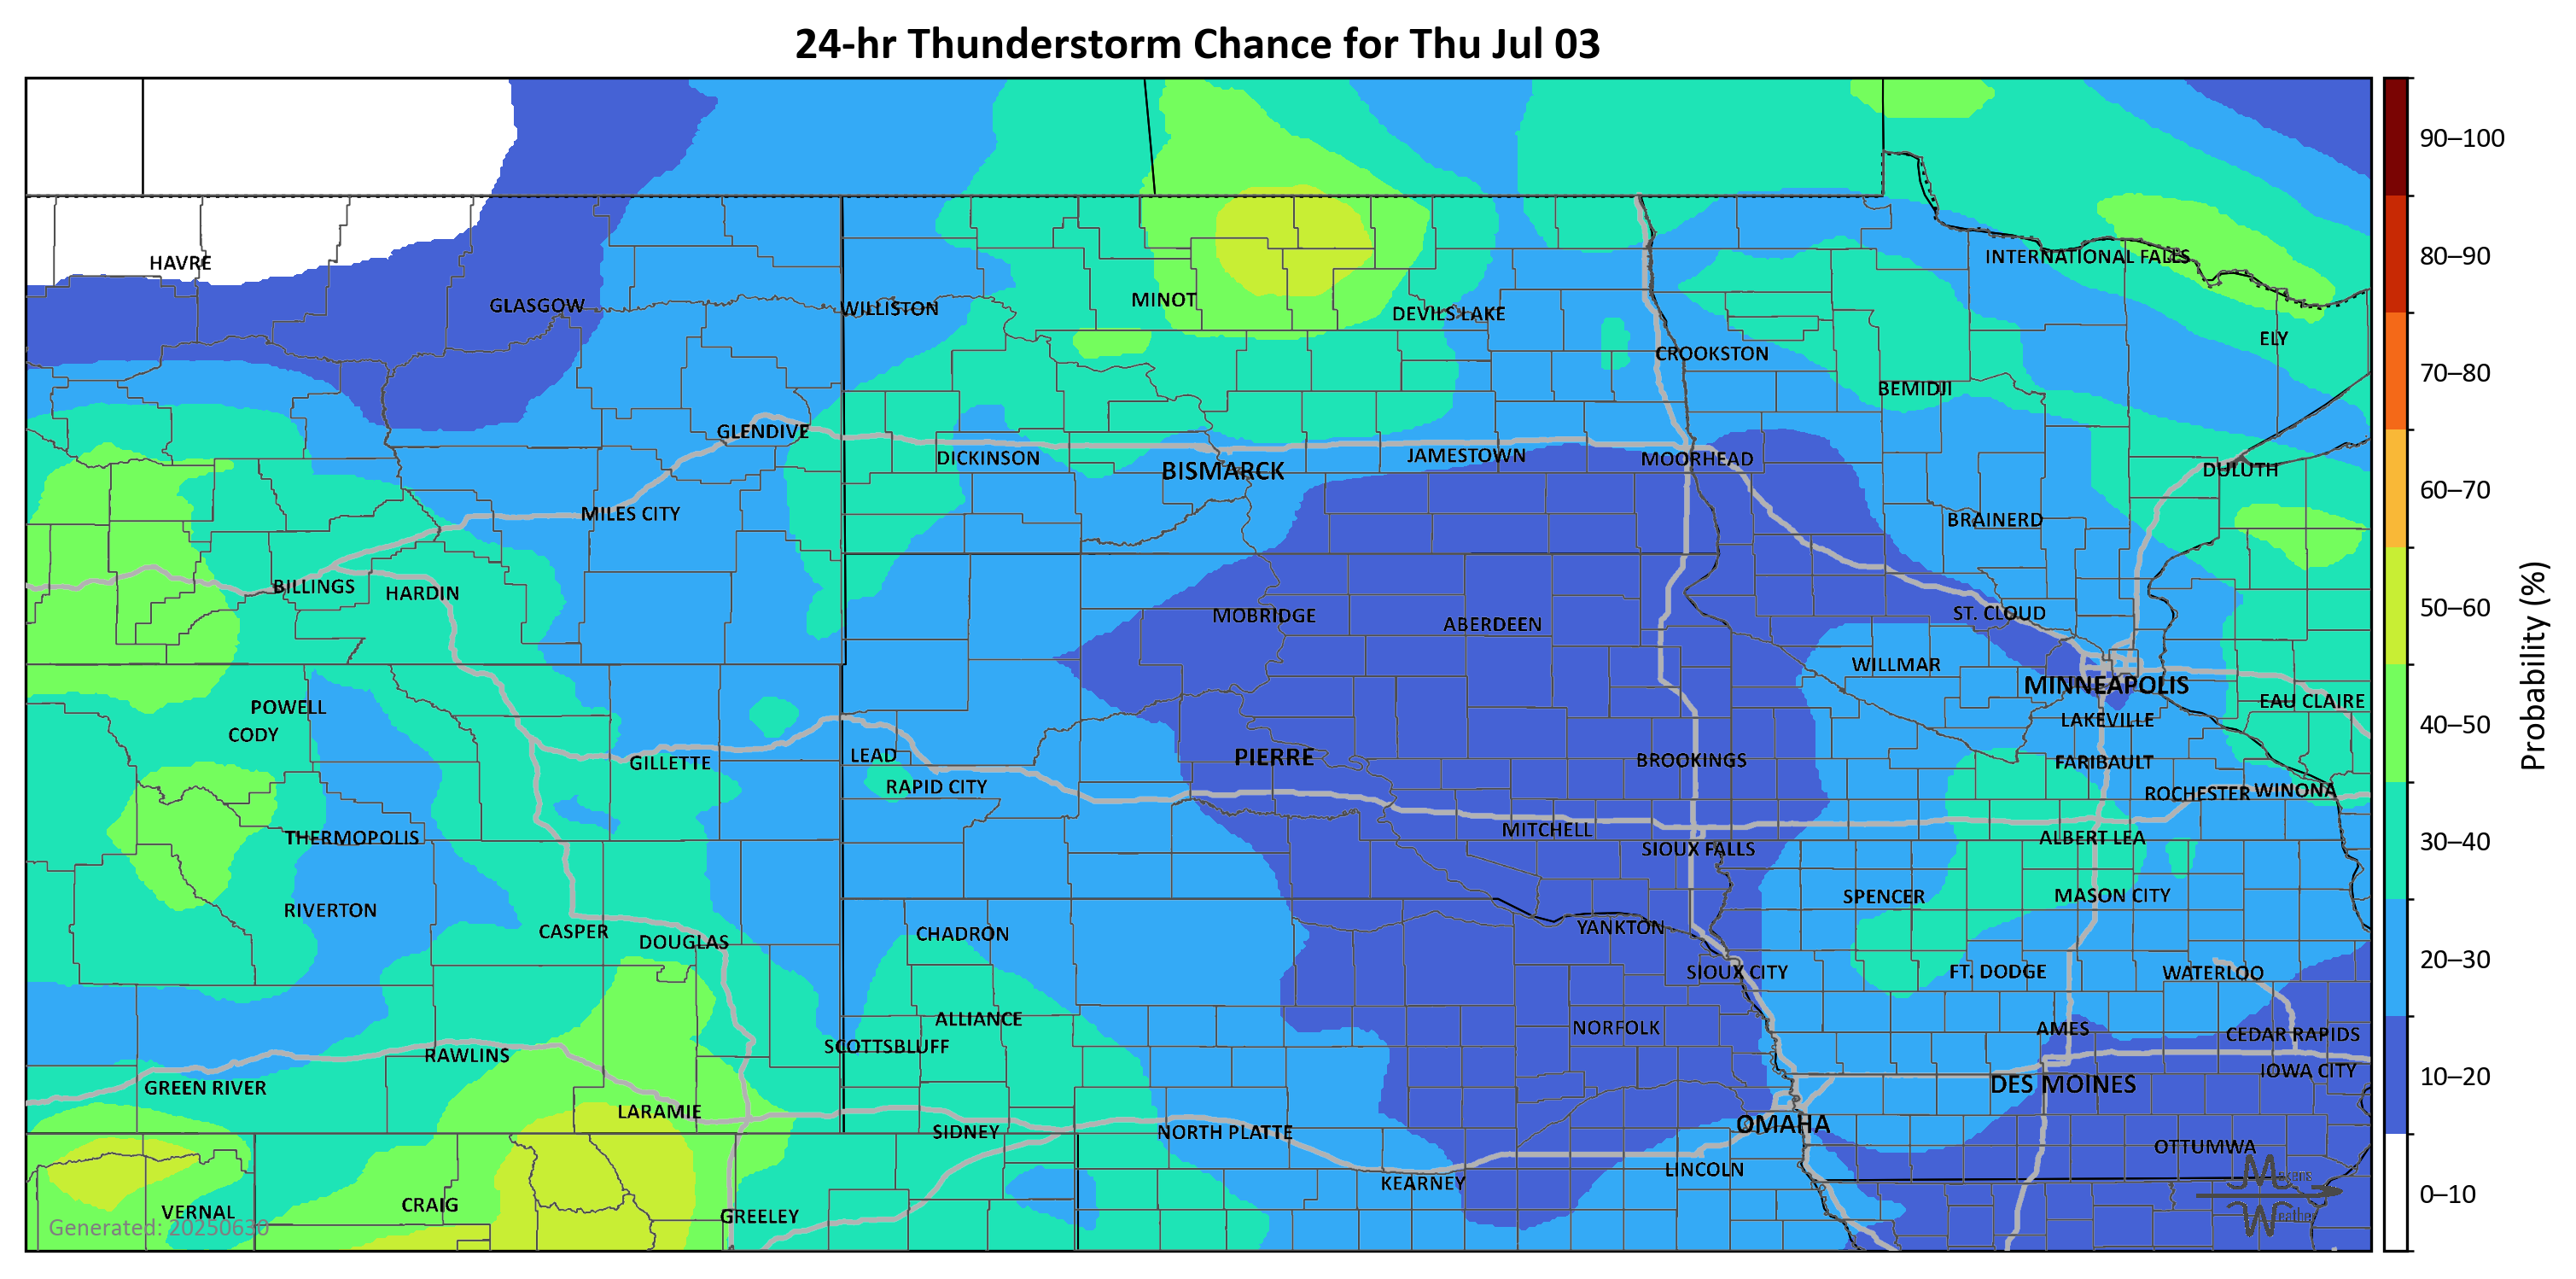 24-hr Thunderstorm Chance for Thu Jul 03
90–100
80–90
70–80
60–70
50–60
40–50
30–40
20–30
10–20
0–10
Probability (%)
HAVRE
GLASGOW
WILLISTON
MINOT
DEVILS LAKE
INTERNATIONAL FALLS
ELY
CROOKSTON
BEMIDJI
GLENDIVE
DICKINSON
BISMARCK
JAMESTOWN
MOORHEAD
DULUTH
MILES CITY
BRAINERD
BILLINGS
HARDIN
MOBRIDGE
ABERDEEN
ST. CLOUD
WILLMAR
MINNEAPOLIS
EAU CLAIRE
POWELL
CODY
LAKEVILLE
GILLETTE
LEAD
PIERRE
BROOKINGS
FARIBAULT
RAPID CITY
ROCHESTER
WINONA
THERMOPOLIS
MITCHELL
ALBERT LEA
SIOUX FALLS
RIVERTON
SPENCER
MASON CITY
CASPER
DOUGLAS
CHADRON
YANKTON
SIOUX CITY
FT. DODGE
WATERLOO
ALLIANCE
NORFOLK
AMES
CEDAR RAPIDS
SCOTTSBLUFF
RAWLINS
GREEN RIVER
DES MOINES
IOWA CITY
LARAMIE
SIDNEY
NORTH PLATTE
OMAHA
OTTUMWA
LINCOLN
KEARNEY
VERNAL
CRAIG
GREELEY
Generated: 20250630
Makens
Weather